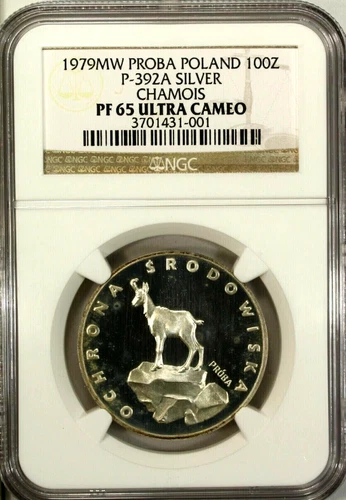 1979MW PROBA POLAND 100Z
P-392A SILVER
CHAMOIS
PF 65 ULTRA CAMEO
3701431-001
NGC
OCHRONA ŚRODOWISKA
PRÓBA